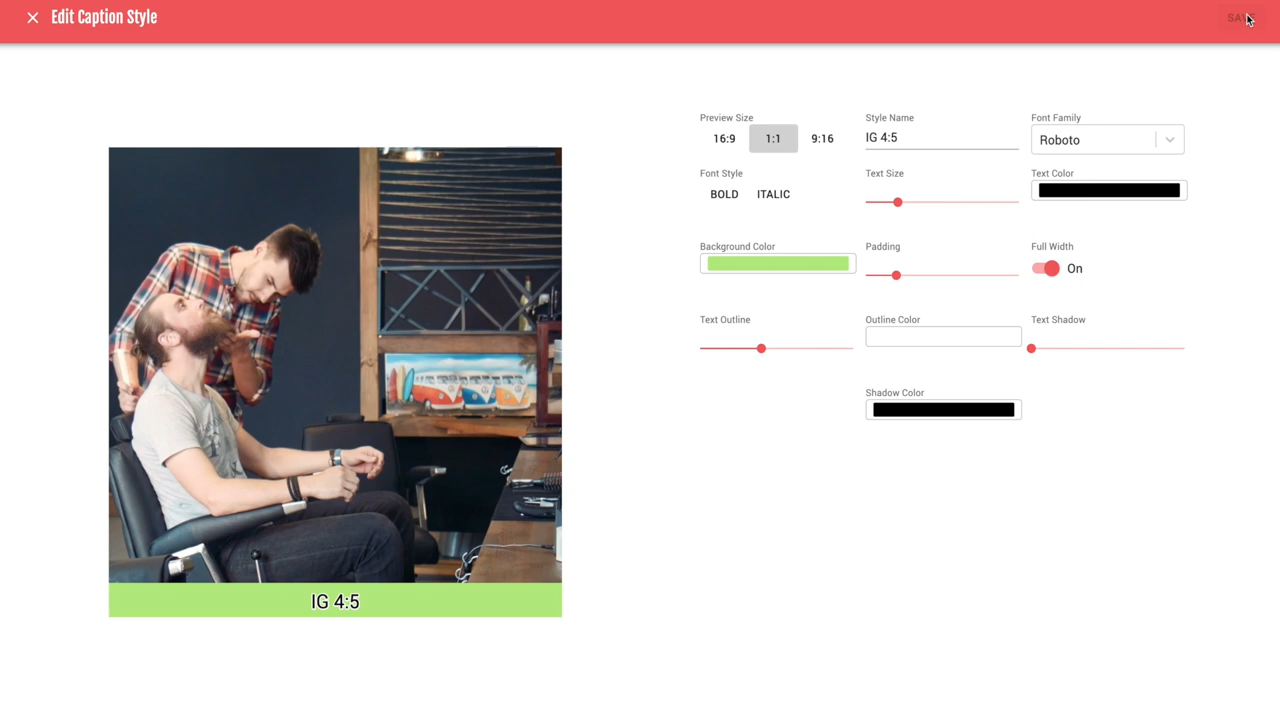 Edit Caption Style
SAVE
Preview Size
Style Name
Font Family
16:9
1:1
9:16
IG 4:5
Roboto
Font Style
Text Size
Text Color
BOLD
ITALIC
Background Color
Padding
Full Width
On
Text Outline
Outline Color
Text Shadow
Shadow Color
IG 4:5